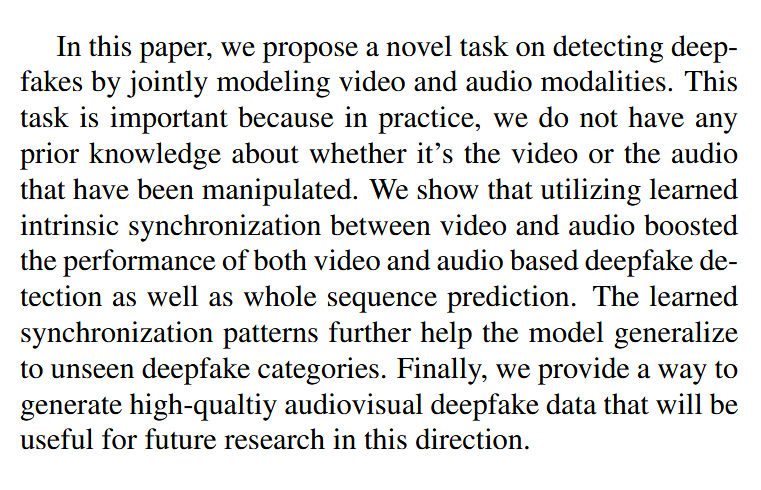 In this paper, we propose a novel task on detecting deep-
fakes by jointly modeling video and audio modalities. This
task is important because in practice, we do not have any
prior knowledge about whether it’s the video or the audio
that have been manipulated. We show that utilizing learned
intrinsic synchronization between video and audio boosted
the performance of both video and audio based deepfake de-
tection as well as whole sequence prediction. The learned
synchronization patterns further help the model generalize
to unseen deepfake categories. Finally, we provide a way to
generate high-qualtiy audiovisual deepfake data that will be
useful for future research in this direction.